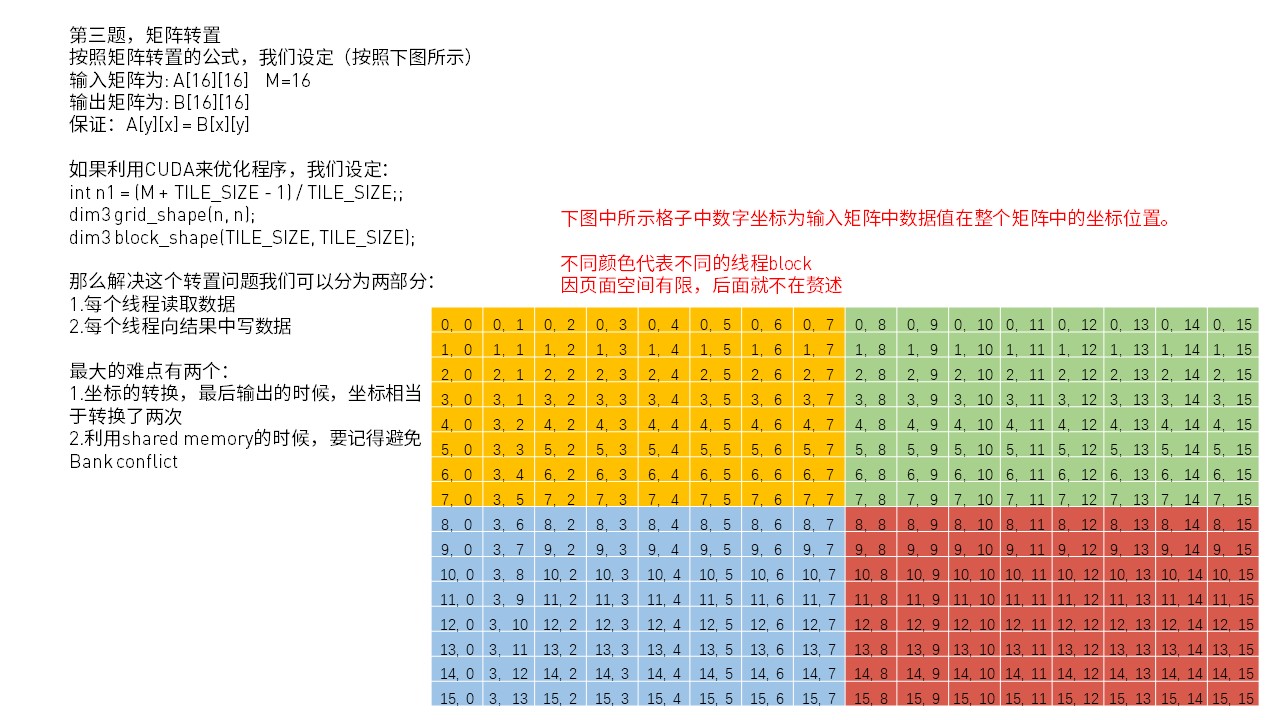 第三题，矩阵转置
按照矩阵转置的公式，我们设定（按照下图所示）
输入矩阵为: A[16][16] M=16
输出矩阵为: B[16][16]
保证：A[y][x] = B[x][y]
如果利用CUDA来优化程序，我们设定：
int n1 = (M + TILE_SIZE - 1) / TILE_SIZE;;
dim3 grid_shape(n, n);
dim3 block_shape(TILE_SIZE, TILE_SIZE);
那么解决这个转置问题我们可以分为两部分：
1.每个线程读取数据
2.每个线程向结果中写数据
最大的难点有两个：
1.坐标的转换，最后输出的时候，坐标相当
于转换了两次
2.利用shared memory的时候，要记得避免
Bank conflict
下图中所示格子中数字坐标为输入矩阵中数据值在整个矩阵中的坐标位置。
不同颜色代表不同的线程block
因页面空间有限，后面就不在赘述
0, 0 0, 1 0, 2 0, 3 0, 4 0, 5 0, 6 0, 7 0, 8 0, 9 0, 10 0, 11 0, 12 0, 13 0, 14 0, 15
1, 0 1, 1 1, 2 1, 3 1, 4 1, 5 1, 6 1, 7 1, 8 1, 9 1, 10 1, 11 1, 12 1, 13 1, 14 1, 15
2, 0 2, 1 2, 2 2, 3 2, 4 2, 5 2, 6 2, 7 2, 8 2, 9 2, 10 2, 11 2, 12 2, 13 2, 14 2, 15
3, 0 3, 1 3, 2 3, 3 3, 4 3, 5 3, 6 3, 7 3, 8 3, 9 3, 10 3, 11 3, 12 3, 13 3, 14 3, 15
4, 0 3, 2 4, 2 4, 3 4, 4 4, 5 4, 6 4, 7 4, 8 4, 9 4, 10 4, 11 4, 12 4, 13 4, 14 4, 15
5, 0 3, 3 5, 2 5, 3 5, 4 5, 5 5, 6 5, 7 5, 8 5, 9 5, 10 5, 11 5, 12 5, 13 5, 14 5, 15
6, 0 3, 4 6, 2 6, 3 6, 4 6, 5 6, 6 6, 7 6, 8 6, 9 6, 10 6, 11 6, 12 6, 13 6, 14 6, 15
7, 0 3, 5 7, 2 7, 3 7, 4 7, 5 7, 6 7, 7 7, 8 7, 9 7, 10 7, 11 7, 12 7, 13 7, 14 7, 15
8, 0 3, 6 8, 2 8, 3 8, 4 8, 5 8, 6 8, 7 8, 8 8, 9 8, 10 8, 11 8, 12 8, 13 8, 14 8, 15
9, 0 3, 7 9, 2 9, 3 9, 4 9, 5 9, 6 9, 7 9, 8 9, 9 9, 10 9, 11 9, 12 9, 13 9, 14 9, 15
10, 0 3, 8 10, 2 10, 3 10, 4 10, 5 10, 6 10, 7 10, 8 10, 9 10, 10 10, 11 10, 12 10, 13 10, 14 10, 15
11, 0 3, 9 11, 2 11, 3 11, 4 11, 5 11, 6 11, 7 11, 8 11, 9 11, 10 11, 11 11, 12 11, 13 11, 14 11, 15
12, 0 3, 10 12, 2 12, 3 12, 4 12, 5 12, 6 12, 7 12, 8 12, 9 12, 10 12, 11 12, 12 12, 13 12, 14 12, 15
13, 0 3, 11 13, 2 13, 3 13, 4 13, 5 13, 6 13, 7 13, 8 13, 9 13, 10 13, 11 13, 12 13, 13 13, 14 13, 15
14, 0 3, 12 14, 2 14, 3 14, 4 14, 5 14, 6 14, 7 14, 8 14, 9 14, 10 14, 11 14, 12 14, 13 14, 14 14, 15
15, 0 3, 13 15, 2 15, 3 15, 4 15, 5 15, 6 15, 7 15, 8 15, 9 15, 10 15, 11 15, 12 15, 13 15, 14 15, 15